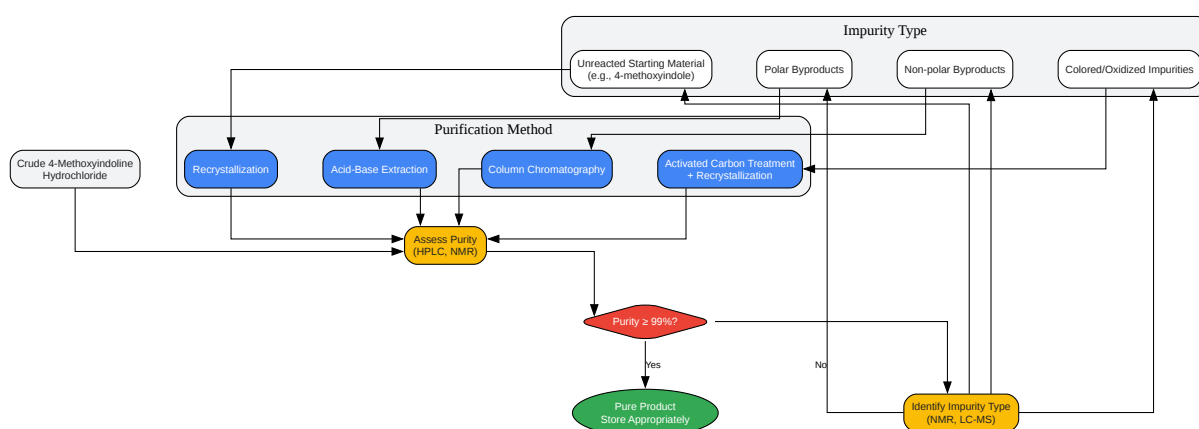 Impurity Type
Unreacted Starting Material
(e.g., 4-methoxyindole)
Polar Byproducts
Non-polar Byproducts
Colored/Oxidized Impurities
Purification Method
Crude 4-Methoxyindoline
Hydrochloride
Recrystallization
Acid-Base Extraction
Column Chromatography
Activated Carbon Treatment
+ Recrystallization
Assess Purity
(HPLC, NMR)
Purity ≥ 99%?
Yes
No
Pure Product
Store Appropriately
Identify Impurity Type
(NMR, LC-MS)